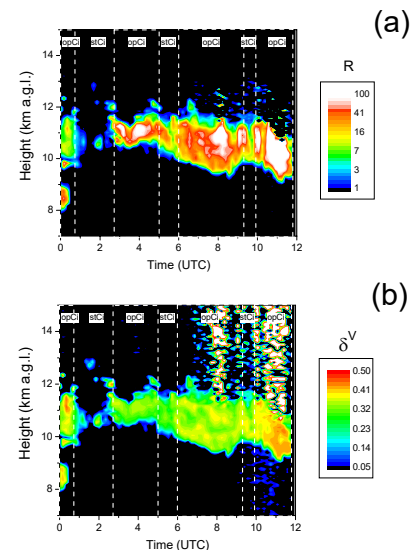 (a)
opCi stCi opCi stCi opCi stCi opCi
Height (km a.g.l.)
14
12
10
8
0 2 4 6 8 10 12
Time (UTC)
R
100
41
16
7
3
1
(b)
opCi stCi opCi stCi opCi stCi opCi
Height (km a.g.l.)
14
12
10
8
0 2 4 6 8 10 12
Time (UTC)
δV
0.50
0.41
0.32
0.24
0.14
0.05